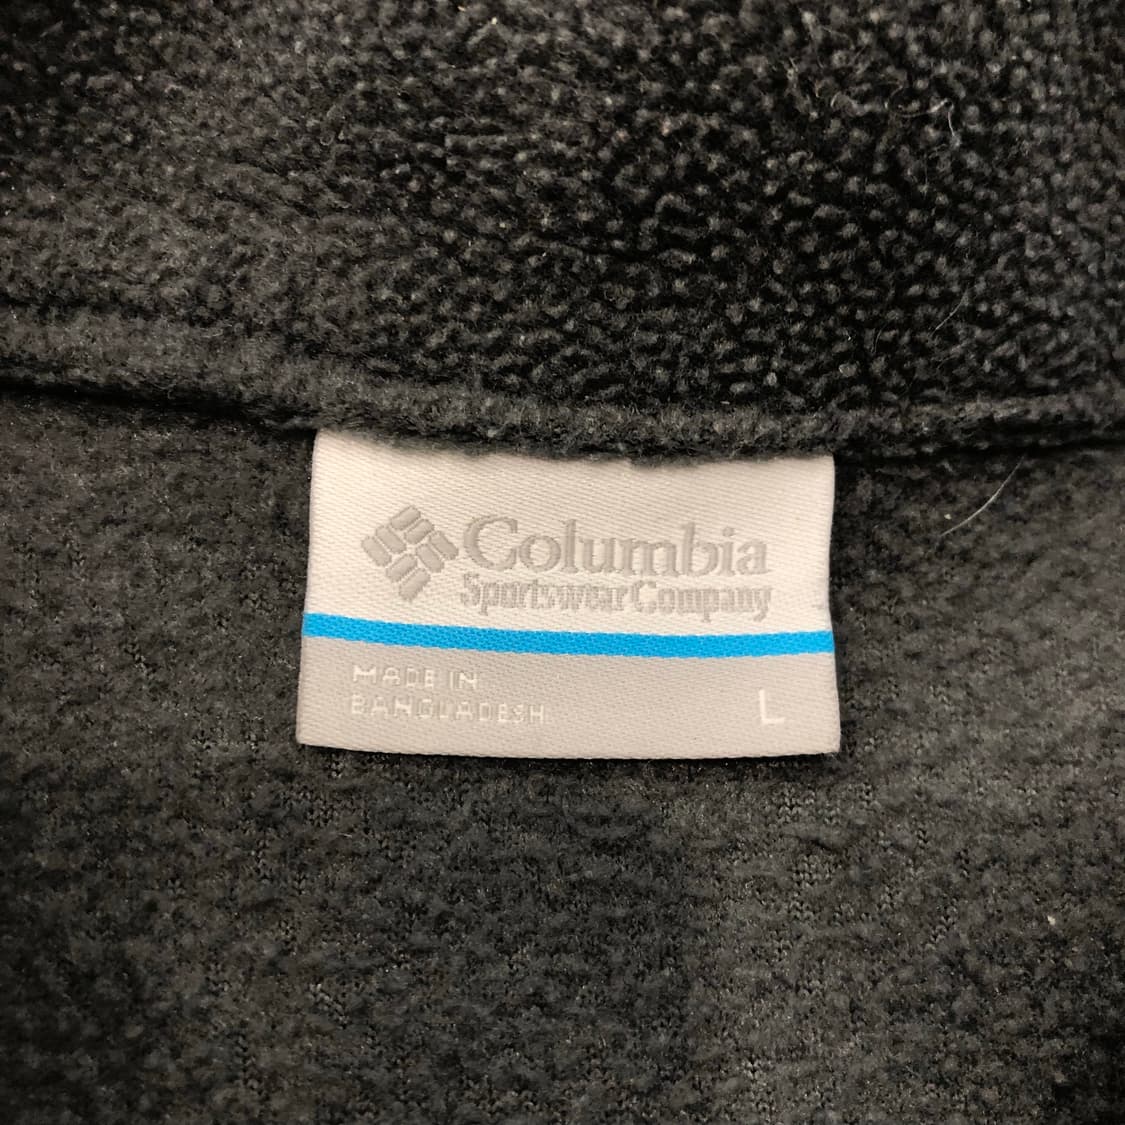 Columbia
Sportswear Company
MADE IN
BANGLADESH
L